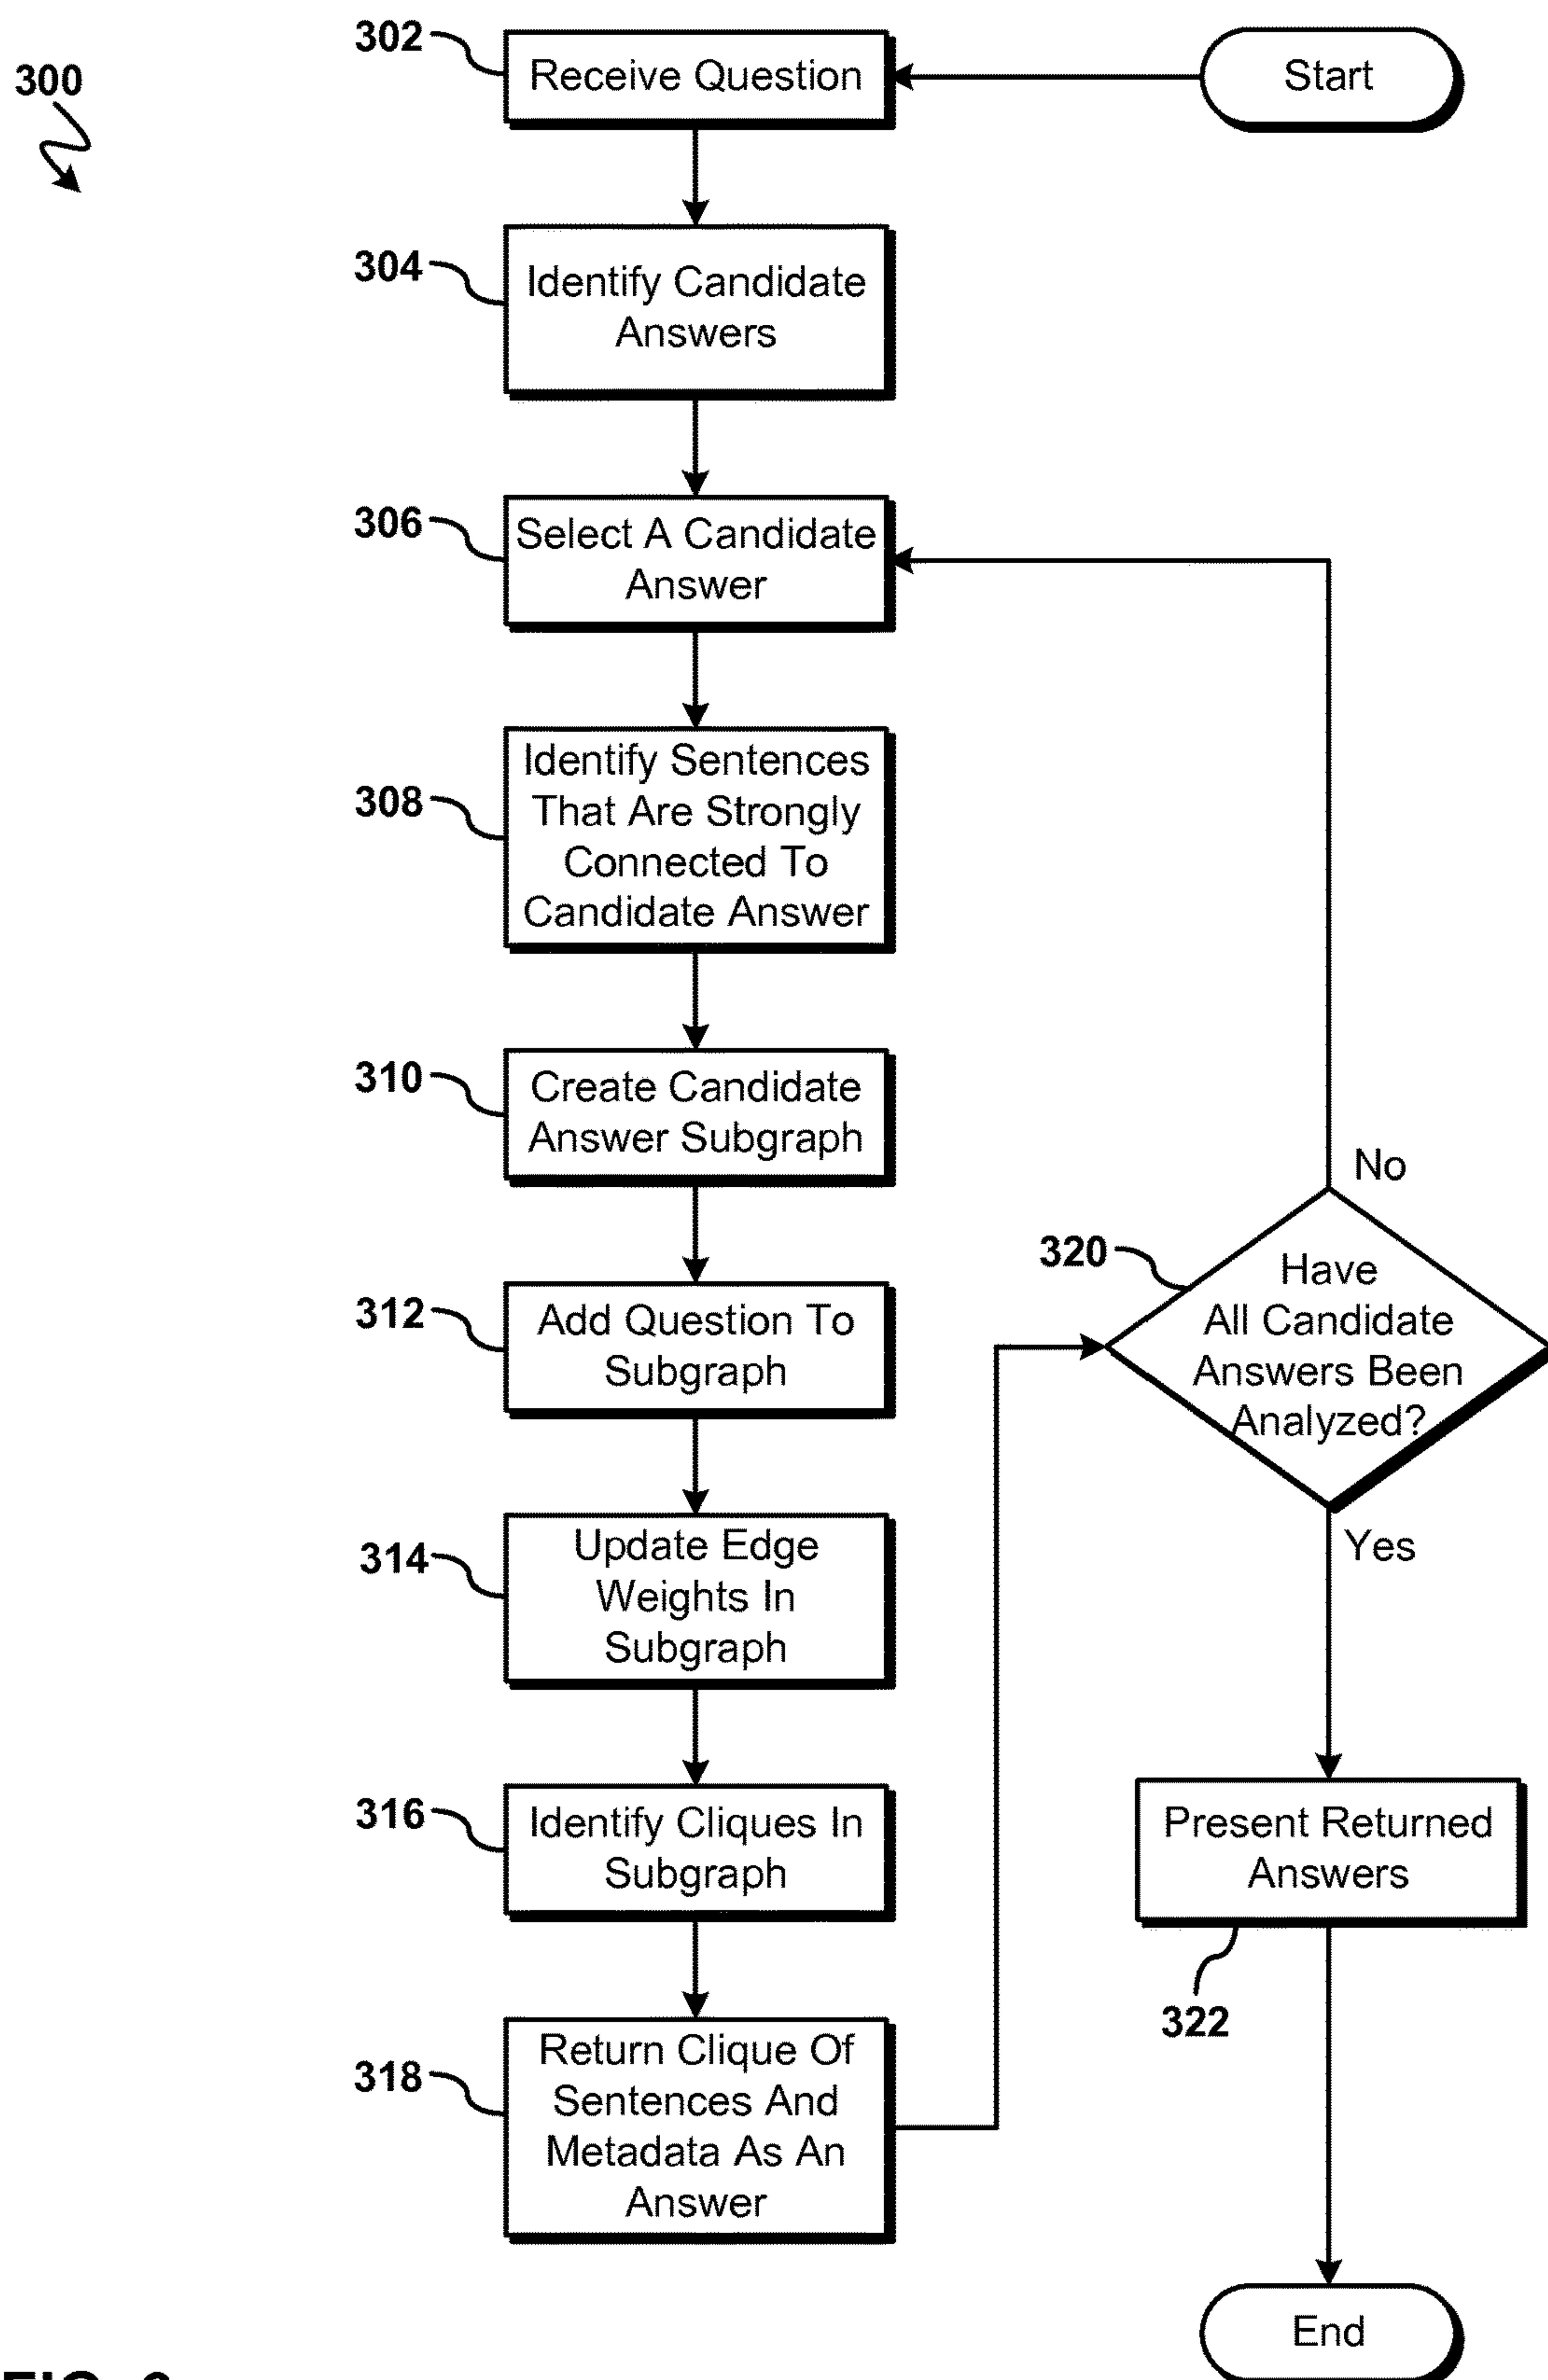 300
302
Receive Question
Start
304
Identify Candidate
Answers
306
Select A Candidate
Answer
308
Identify Sentences
That Are Strongly
Connected To
Candidate Answer
310
Create Candidate
Answer Subgraph
312
Add Question To
Subgraph
314
Update Edge
Weights In
Subgraph
316
Identify Cliques In
Subgraph
318
Return Clique Of
Sentences And
Metadata As An
Answer
No
320
Have
All Candidate
Answers Been
Analyzed?
Yes
Present Returned
Answers
322
End